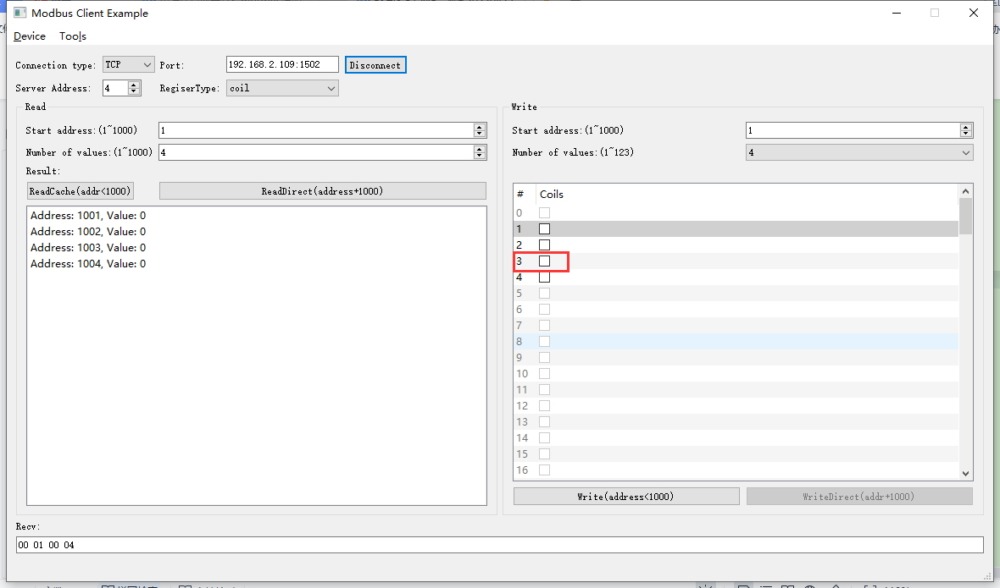 Modbus Client Example
Device Tools
Connection type: TCP Port: 192.168.2.109:1502 Disconnect
Server Address: 4 RegiserType: coil
Read
Start address:(1~1000) 1
Number of values:(1~1000) 4
Result:
ReadCache(addr<1000) ReadDirect(address+1000)
Address: 1001, Value: 0
Address: 1002, Value: 0
Address: 1003, Value: 0
Address: 1004, Value: 0
Write
Start address:(1~1000) 1
Number of values:(1~123) 4
# Coils
0
1
2
3
4
5
6
7
8
9
10
11
12
13
14
15
16
Write(address<1000) WriteDirect(addr+1000)
Recv:
00 01 00 04